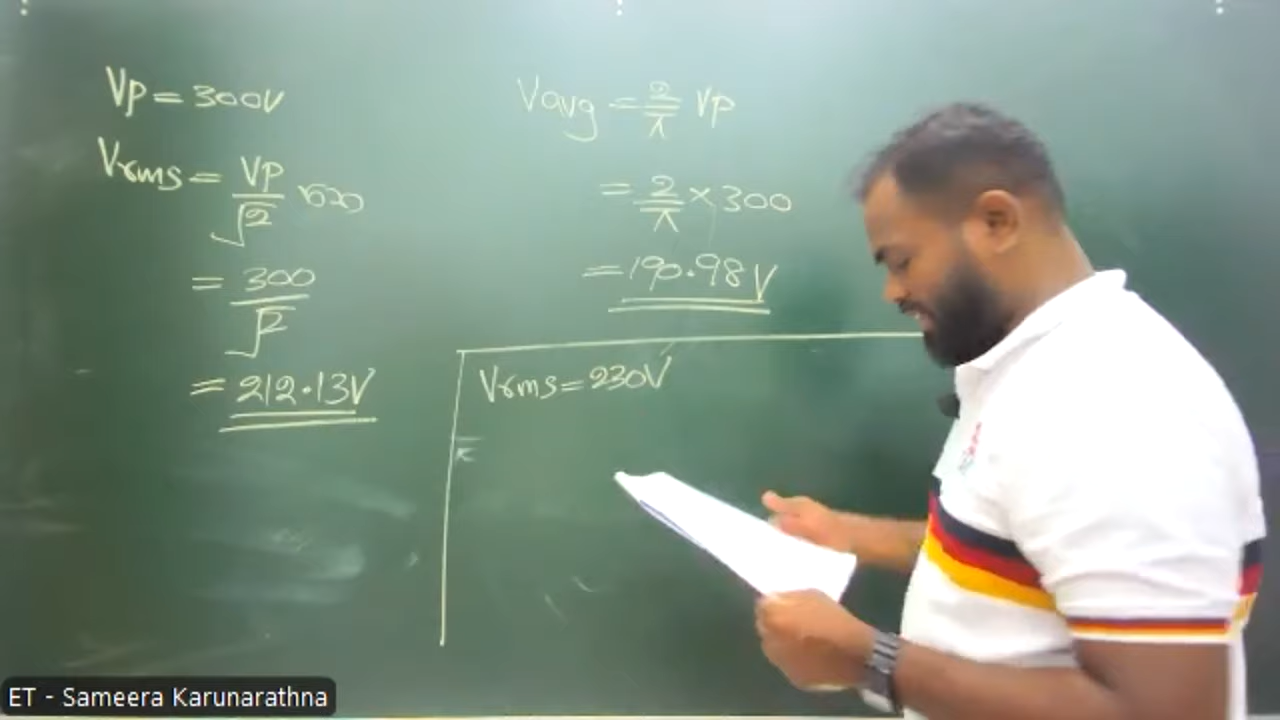 Vp = 300V
Vrms = Vp/√2
= 300/√2
= 212.13V
Vavg = 2/π Vp
= 2/π × 300
= 190.98 V
Vrms = 230V
ET - Sameera Karunarathna